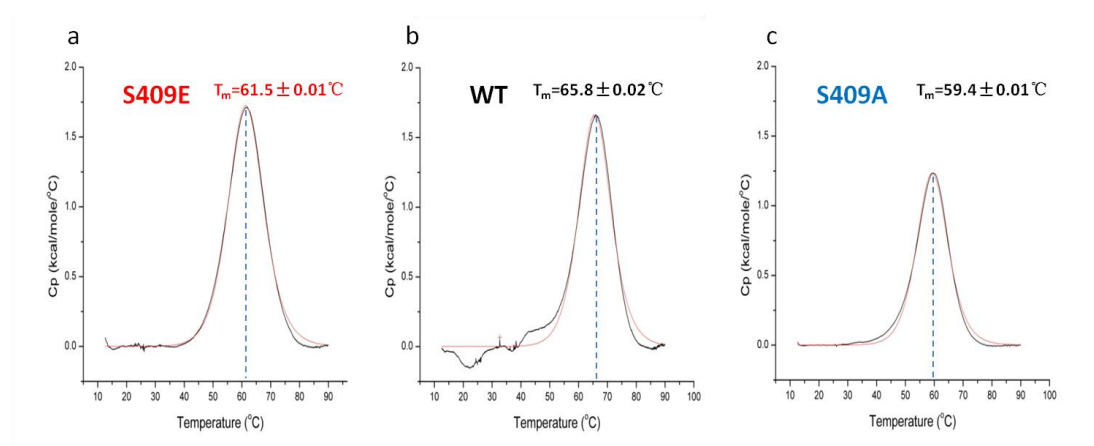 a
S409E
Tm=61.5±0.01℃
2.0
1.5
1.0
0.5
0.0
Cp (kcal/mole/°C)
10 20 30 40 50 60 70 80 90
Temperature (°C)
b
WT
Tm=65.8±0.02℃
2.0
1.5
1.0
0.5
0.0
Cp (kcal/mole/°C)
10 20 30 40 50 60 70 80 90 100
Temperature (°C)
c
S409A
Tm=59.4±0.01℃
2.0
1.5
1.0
0.5
0.0
Cp (kcal/mole/°C)
10 20 30 40 50 60 70 80 90 100
Temperature (°C)